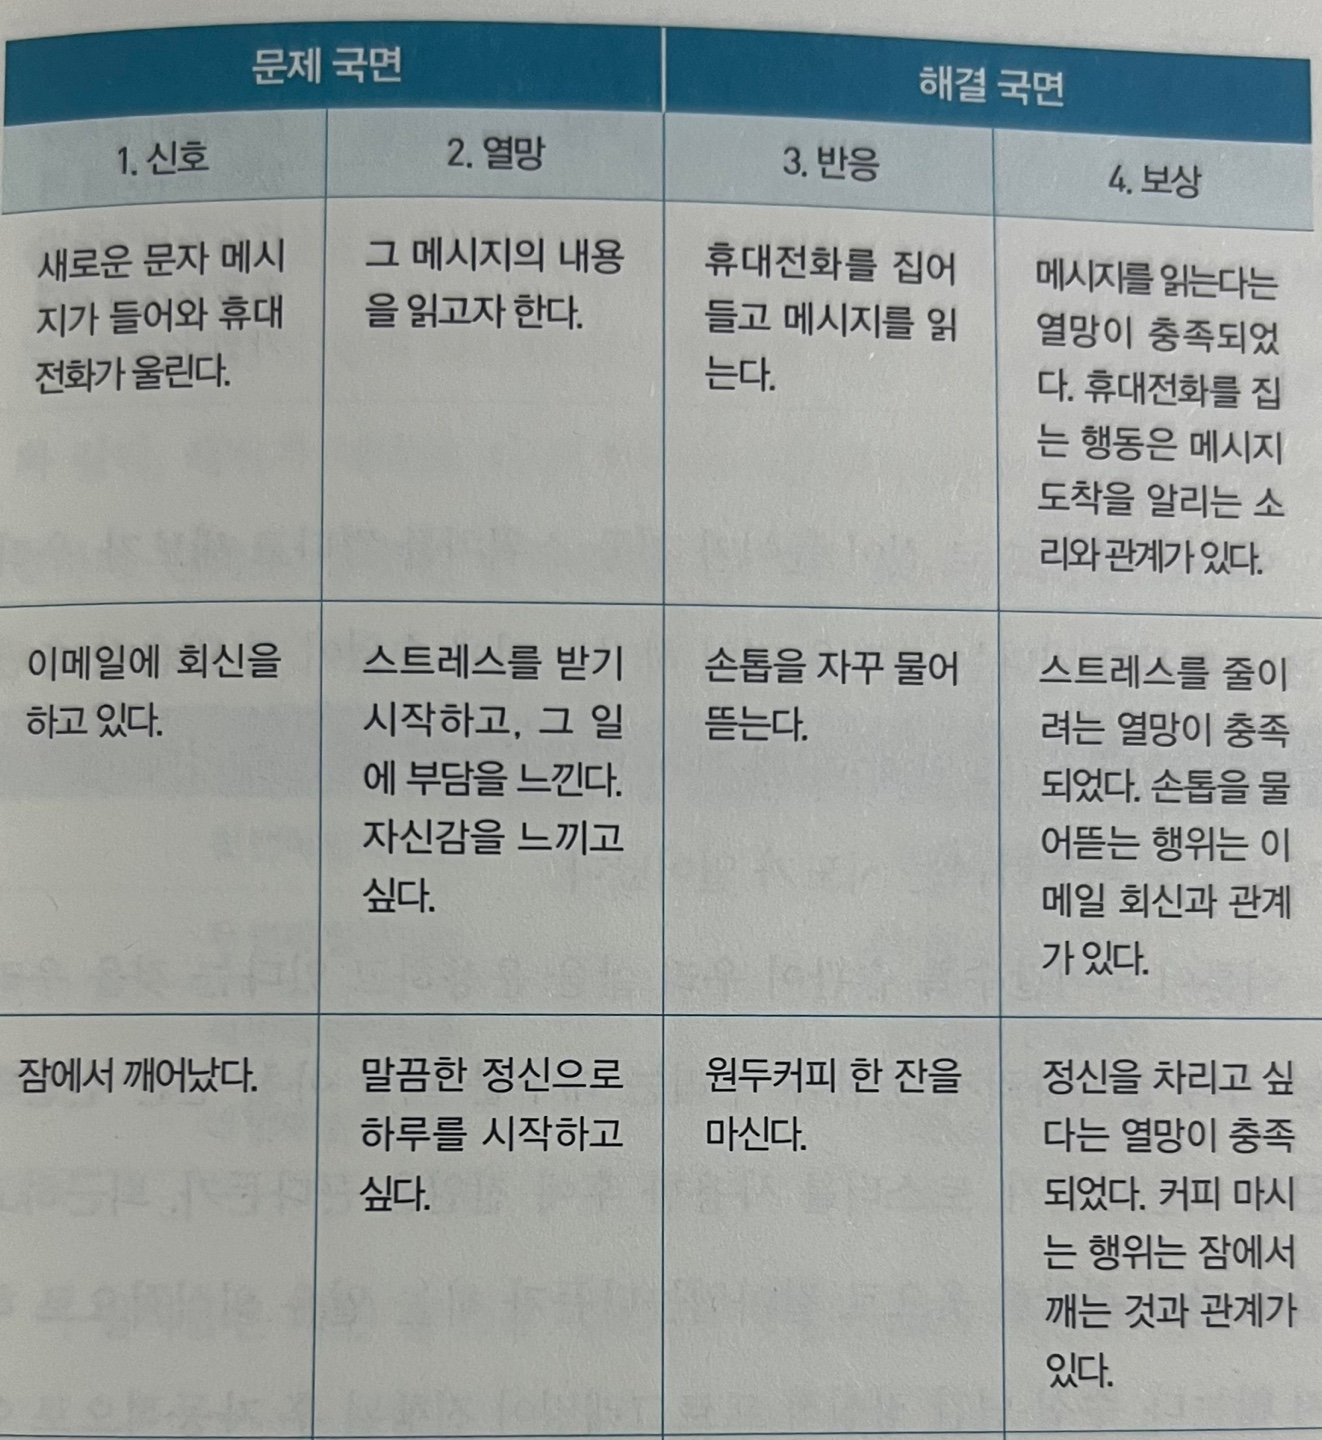 문제 국면
해결 국면
1. 신호
2. 열망
3. 반응
4. 보상
새로운 문자 메시
지가 들어와 휴대
전화가 울린다.
그 메시지의 내용
을 읽고자 한다.
휴대전화를 집어
들고 메시지를 읽
는다.
메시지를 읽는다는
열망이 충족되었
다. 휴대전화를 집
는 행동은 메시지
도착을 알리는 소
리와 관계가 있다.
이메일에 회신을
하고 있다.
스트레스를 받기
시작하고, 그 일
에 부담을 느낀다.
자신감을 느끼고
싶다.
손톱을 자꾸 물어
뜯는다.
스트레스를 줄이
려는 열망이 충족
되었다. 손톱을 물
어뜯는 행위는 이
메일 회신과 관계
가 있다.
잠에서 깨어났다.
말끔한 정신으로
하루를 시작하고
싶다.
원두커피 한 잔을
마신다.
정신을 차리고 싶
다는 열망이 충족
되었다. 커피 마시
는 행위는 잠에서
깨는 것과 관계가
있다.